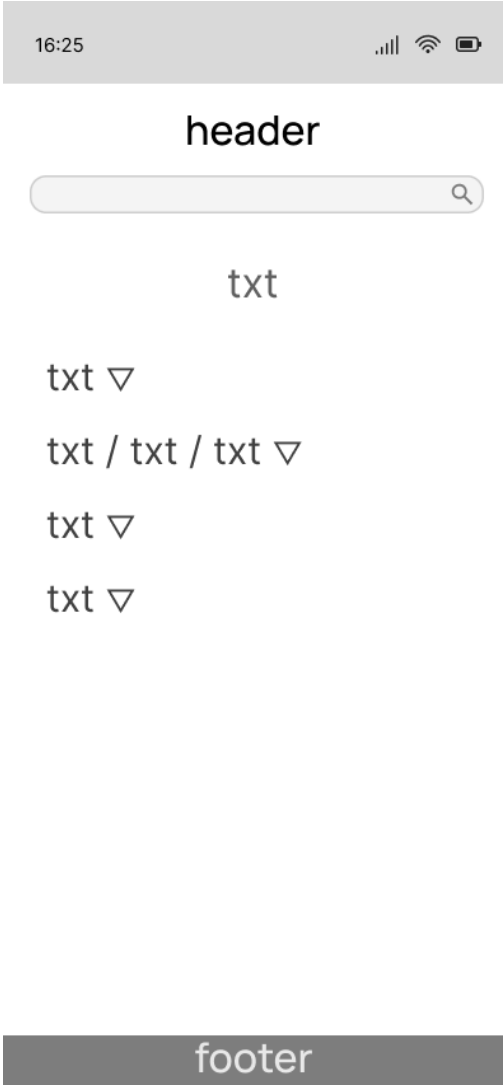 16:25
header
txt
txt ▽
txt / txt / txt ▽
txt ▽
txt ▽
footer